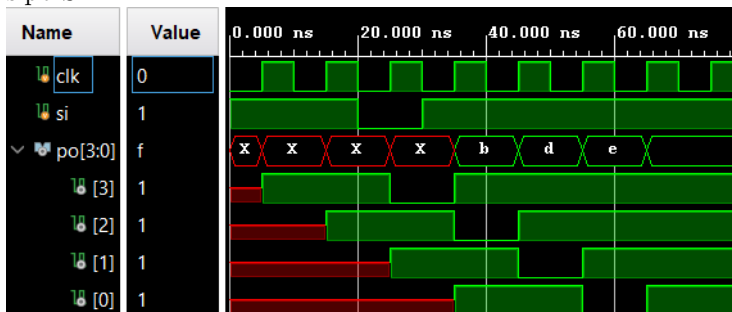 Name Value 0.000 ns 20.000 ns 40.000 ns 60.000 ns
clk 0
si 1
po[3:0] f X X X X b d e
[3] 1
[2] 1
[1] 1
[0] 1